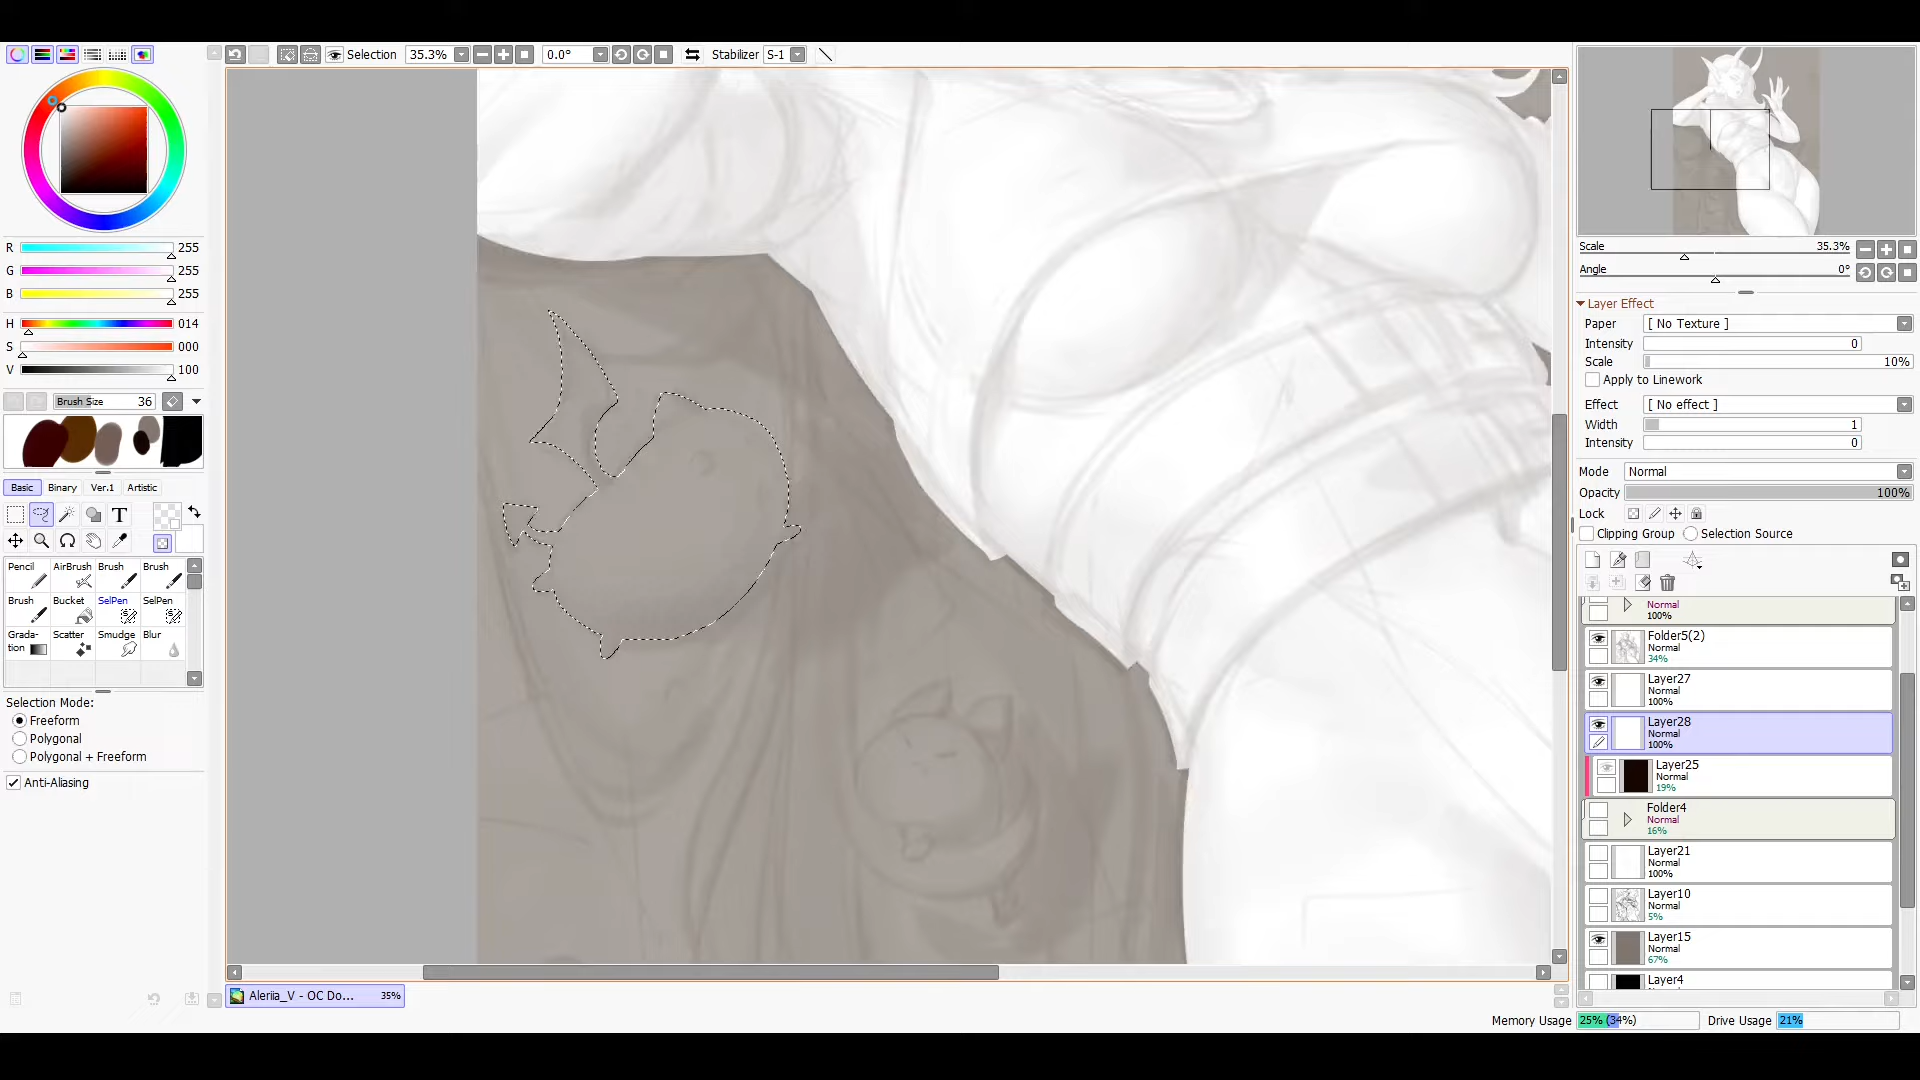 Selection 35.3% 0.0° Stabilizer S-1
R 255
G 255
B 255
H 014
S 000
V 100
Brush Size 36
Basic Binary Ver.1 Artistic
T
Pencil AirBrush Brush Brush
Brush Bucket SelPen SelPen
Grada-
tion Scatter Smudge Blur
Selection Mode:
Freeform
Polygonal
Polygonal + Freeform
Anti-Aliasing
Aleriia_V - OC Do... 35%
Scale 35.3%
Angle 0°
Layer Effect
Paper [ No Texture ]
Intensity 0
Scale 10%
Apply to Linework
Effect [ No effect ]
Width 1
Intensity 0
Mode Normal
Opacity 100%
Lock
Clipping Group Selection Source
Normal
100%
Folder5(2)
Normal
34%
Layer27
Normal
100%
Layer28
Normal
100%
Layer25
Normal
19%
Folder4
Normal
16%
Layer21
Normal
100%
Layer10
Normal
5%
Layer15
Normal
67%
Layer4
Memory Usage 25% (34%) Drive Usage 21%